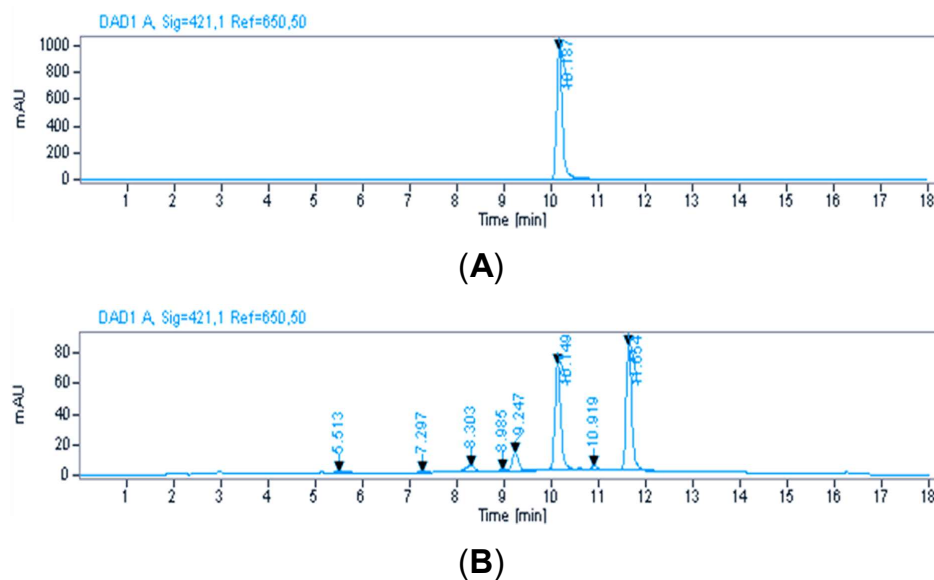 DAD1 A, Sig=421,1 Ref=650,50
mAU
1000
800
600
400
200
0
10.187
1 2 3 4 5 6 7 8 9 10 11 12 13 14 15 16 17 18
Time [min]
(A)
DAD1 A, Sig=421,1 Ref=650,50
mAU
80
60
40
20
0
5.513
7.297
8.303
8.985
9.247
10.149
10.919
11.654
1 2 3 4 5 6 7 8 9 10 11 12 13 14 15 16 17 18
Time [min]
(B)